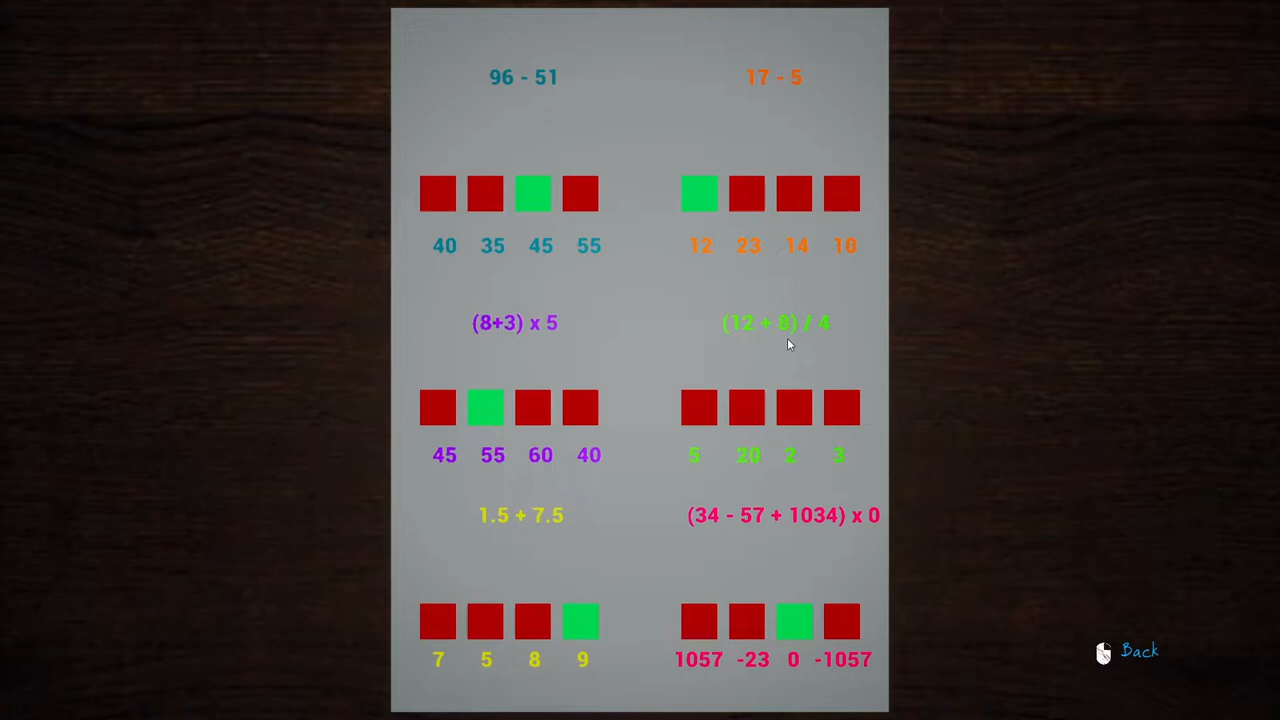 96 - 51
17 - 5
40 35 45 55
12 23 14 10
(8+3) x 5
(12 + 8) / 4
45 55 60 40
5 20 2 3
1.5 + 7.5
(34 - 57 + 1034) x 0
7 5 8 9
1057 -23 0 -1057
Back